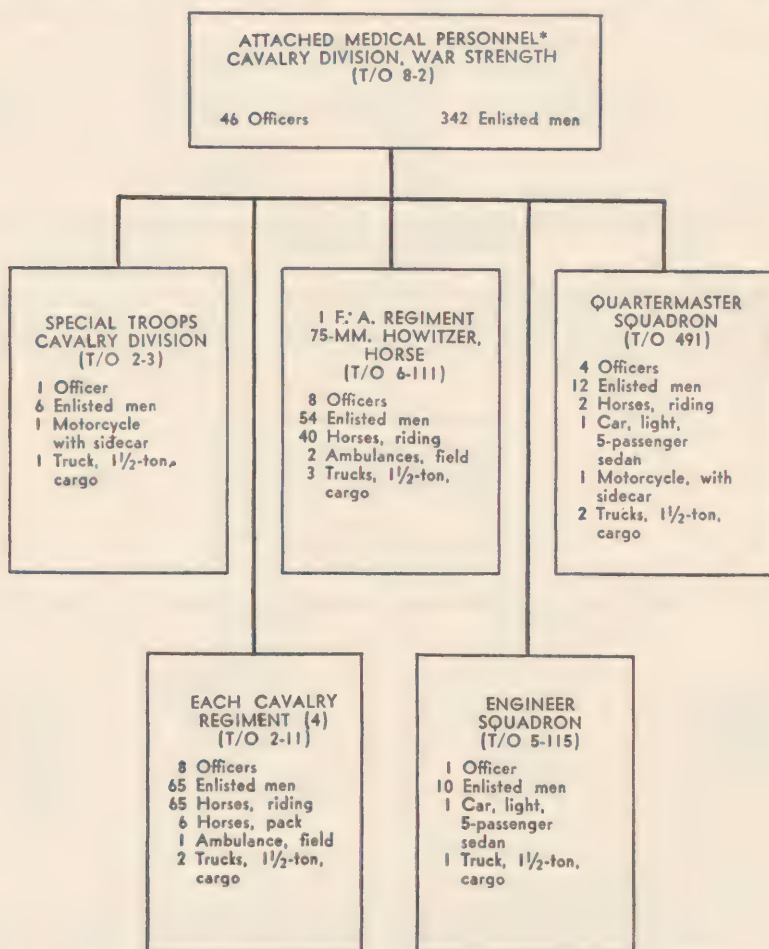 ATTACHED MEDICAL PERSONNEL*
CAVALRY DIVISION, WAR STRENGTH
(T/O 8-2)
46 Officers 342 Enlisted men
SPECIAL TROOPS
CAVALRY DIVISION
(T/O 2-3)
1 Officer
6 Enlisted men
1 Motorcycle
with sidecar
1 Truck, 1½-ton,
cargo
1 F. A. REGIMENT
75-MM. HOWITZER,
HORSE
(T/O 6-111)
8 Officers
54 Enlisted men
40 Horses, riding
2 Ambulances, field
3 Trucks, 1½-ton,
cargo
QUARTERMASTER
SQUADRON
(T/O 491)
4 Officers
12 Enlisted men
2 Horses, riding
1 Car, light,
5-passenger
sedan
1 Motorcycle, with
sidecar
2 Trucks, 1½-ton,
cargo
EACH CAVALRY
REGIMENT (4)
(T/O 2-11)
8 Officers
65 Enlisted men
65 Horses, riding
6 Horses, pack
1 Ambulance, field
2 Trucks, 1½-ton,
cargo
ENGINEER
SQUADRON
(T/O 5-115)
1 Officer
10 Enlisted men
1 Car, light,
5-passenger
sedan
1 Truck, 1½-ton,
cargo